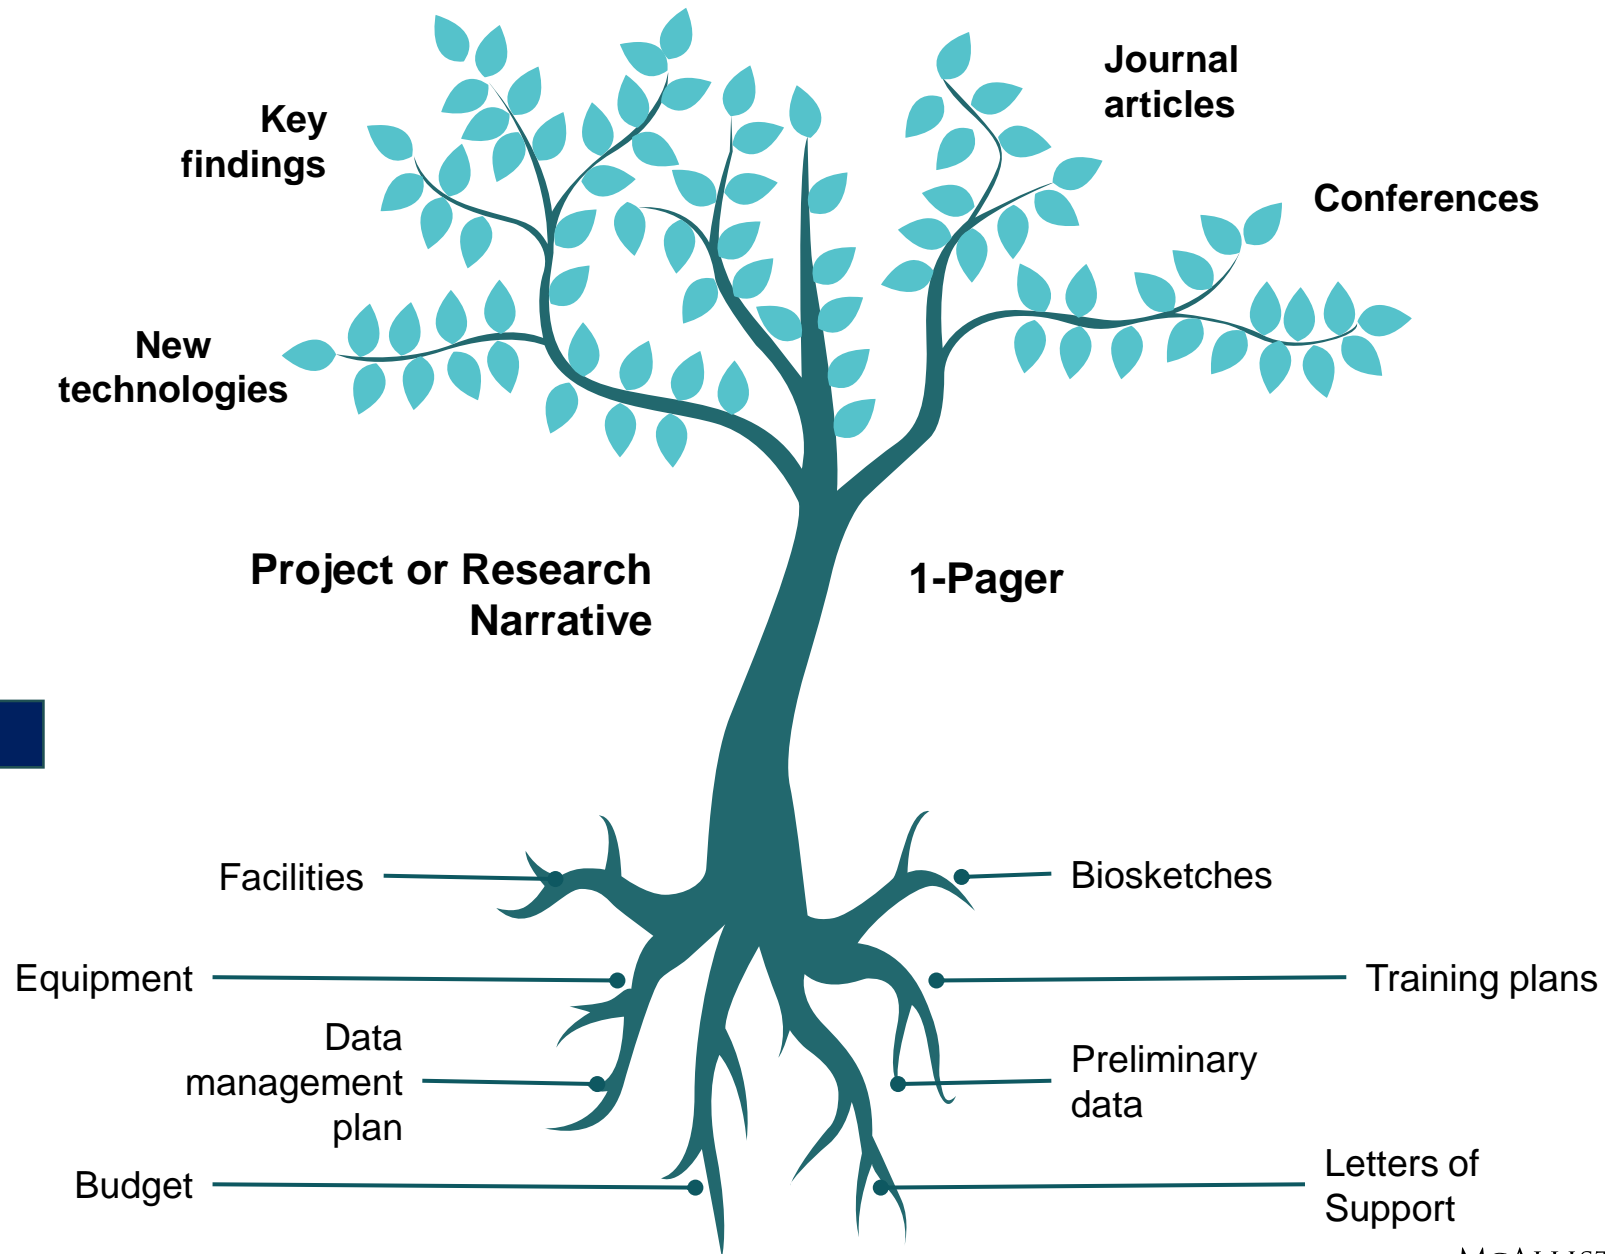 Journal
articles
Key
findings
Conferences
New
technologies
Project or Research
Narrative
1-Pager
Facilities
Biosketches
Equipment
Training plans
Data
management
plan
Preliminary
data
Budget
Letters of
Support